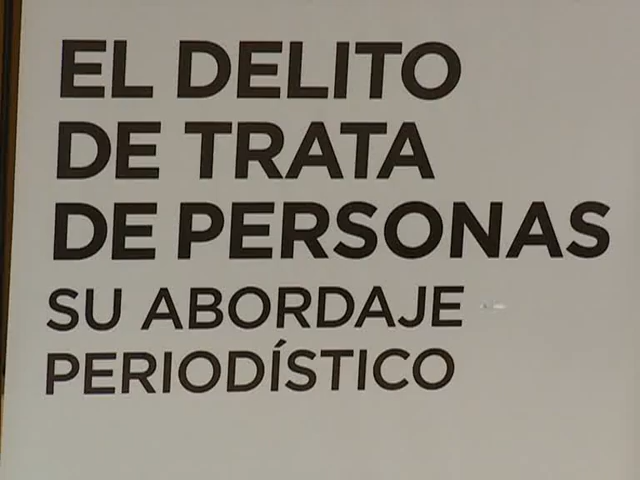 EL DELITO
DE TRATA
DE PERSONAS
SU ABORDAJE
PERIODÍSTICO